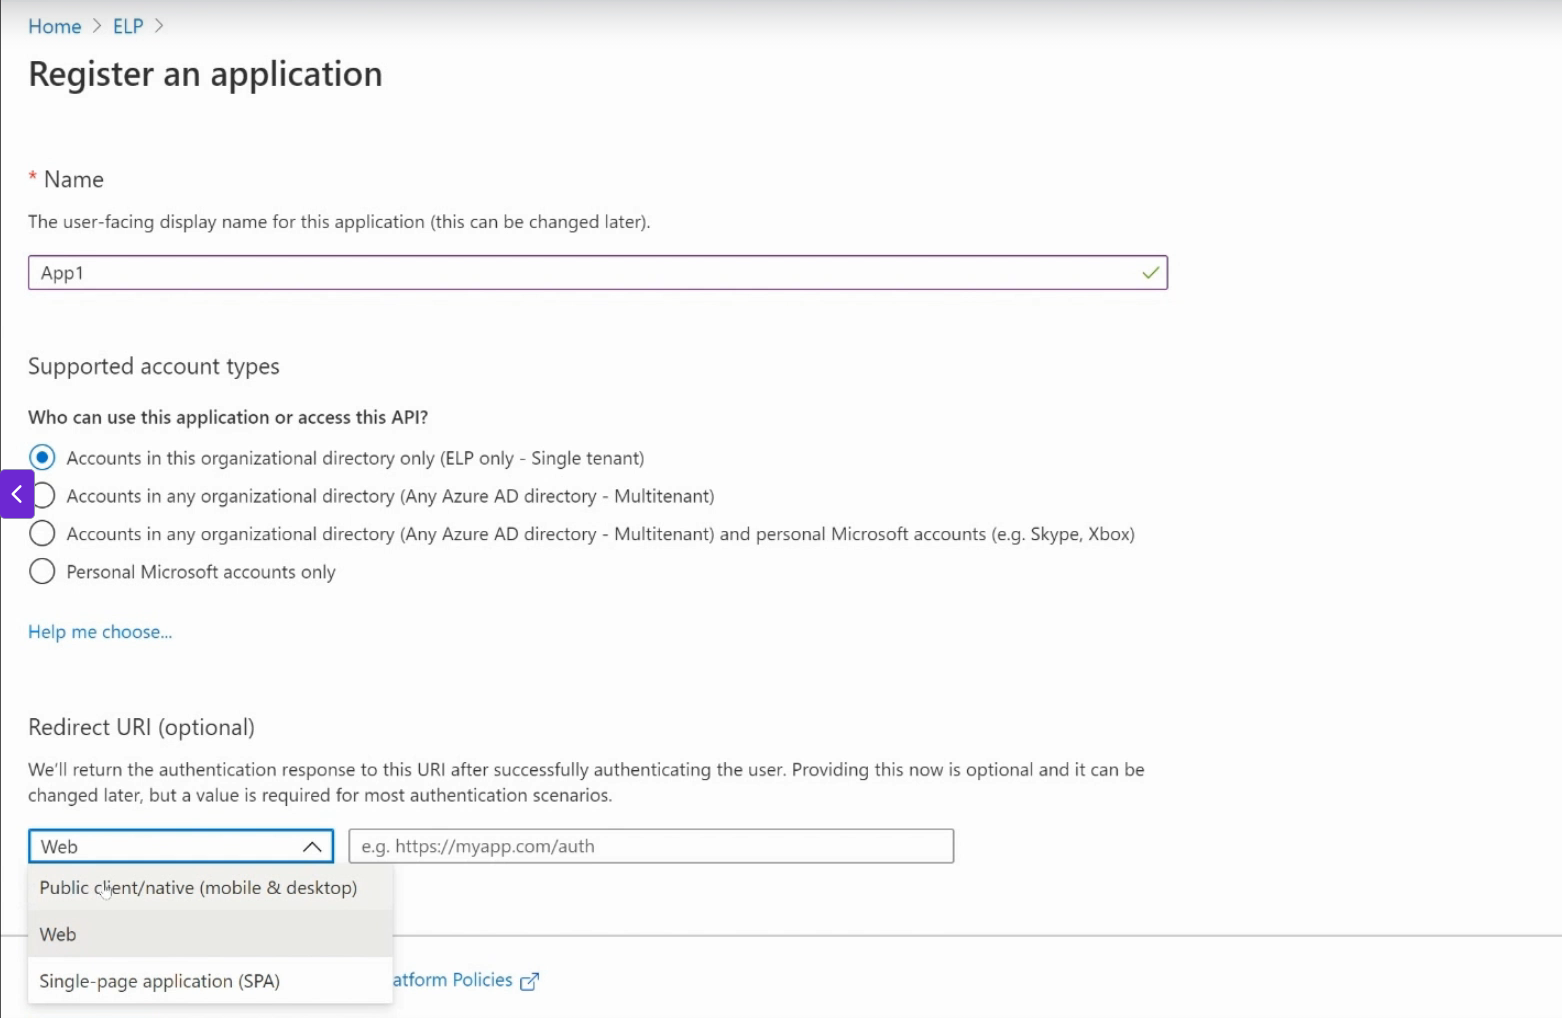 Home > ELP >
Register an application
* Name
The user-facing display name for this application (this can be changed later).
App1
Supported account types
Who can use this application or access this API?
Accounts in this organizational directory only (ELP only - Single tenant)
Accounts in any organizational directory (Any Azure AD directory - Multitenant)
Accounts in any organizational directory (Any Azure AD directory - Multitenant) and personal Microsoft accounts (e.g. Skype, Xbox)
Personal Microsoft accounts only
Help me choose...
Redirect URI (optional)
We'll return the authentication response to this URI after successfully authenticating the user. Providing this now is optional and it can be
changed later, but a value is required for most authentication scenarios.
Web
e.g. https://myapp.com/auth
Public client/native (mobile & desktop)
Web
Single-page application (SPA)
atform Policies